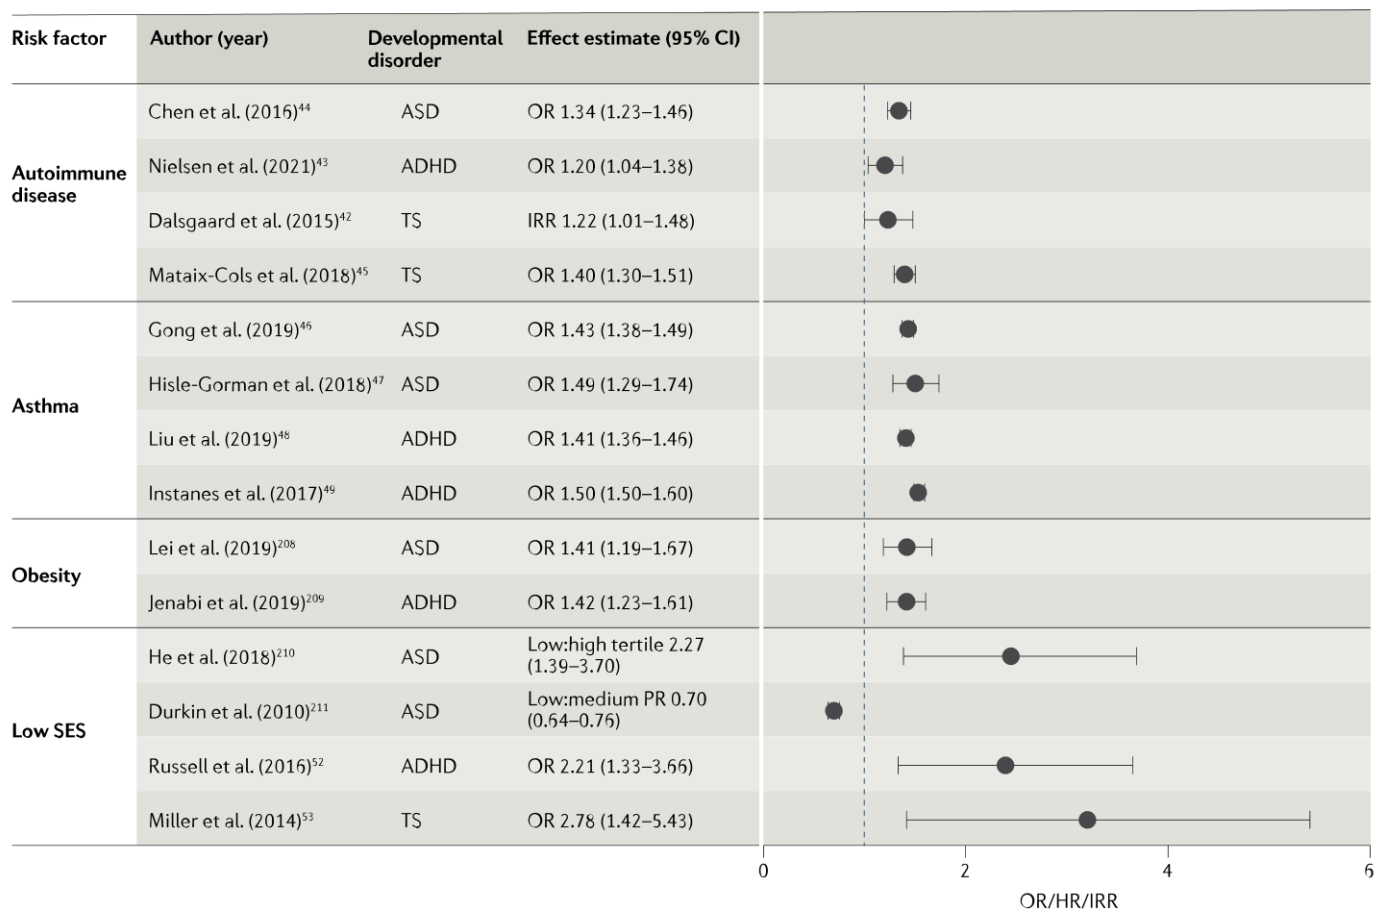 Risk factor Author (year) Developmental disorder Effect estimate (95% CI)
Autoimmune disease
Chen et al. (2016)44 ASD OR 1.34 (1.23–1.46)
Nielsen et al. (2021)43 ADHD OR 1.20 (1.04–1.38)
Dalsgaard et al. (2015)42 TS IRR 1.22 (1.01–1.48)
Mataix-Cols et al. (2018)45 TS OR 1.40 (1.30–1.51)
Asthma
Gong et al. (2019)46 ASD OR 1.43 (1.38–1.49)
Hisle-Gorman et al. (2018)47 ASD OR 1.49 (1.29–1.74)
Liu et al. (2019)48 ADHD OR 1.41 (1.36–1.46)
Instanes et al. (2017)49 ADHD OR 1.50 (1.50–1.60)
Obesity
Lei et al. (2019)208 ASD OR 1.41 (1.19–1.67)
Jenabi et al. (2019)209 ADHD OR 1.42 (1.23–1.61)
Low SES
He et al. (2018)210 ASD Low:high tertile 2.27 (1.39–3.70)
Durkin et al. (2010)211 ASD Low:medium PR 0.70 (0.64–0.76)
Russell et al. (2016)52 ADHD OR 2.21 (1.33–3.66)
Miller et al. (2014)53 TS OR 2.78 (1.42–5.43)
0 2 4 6
OR/HR/IRR